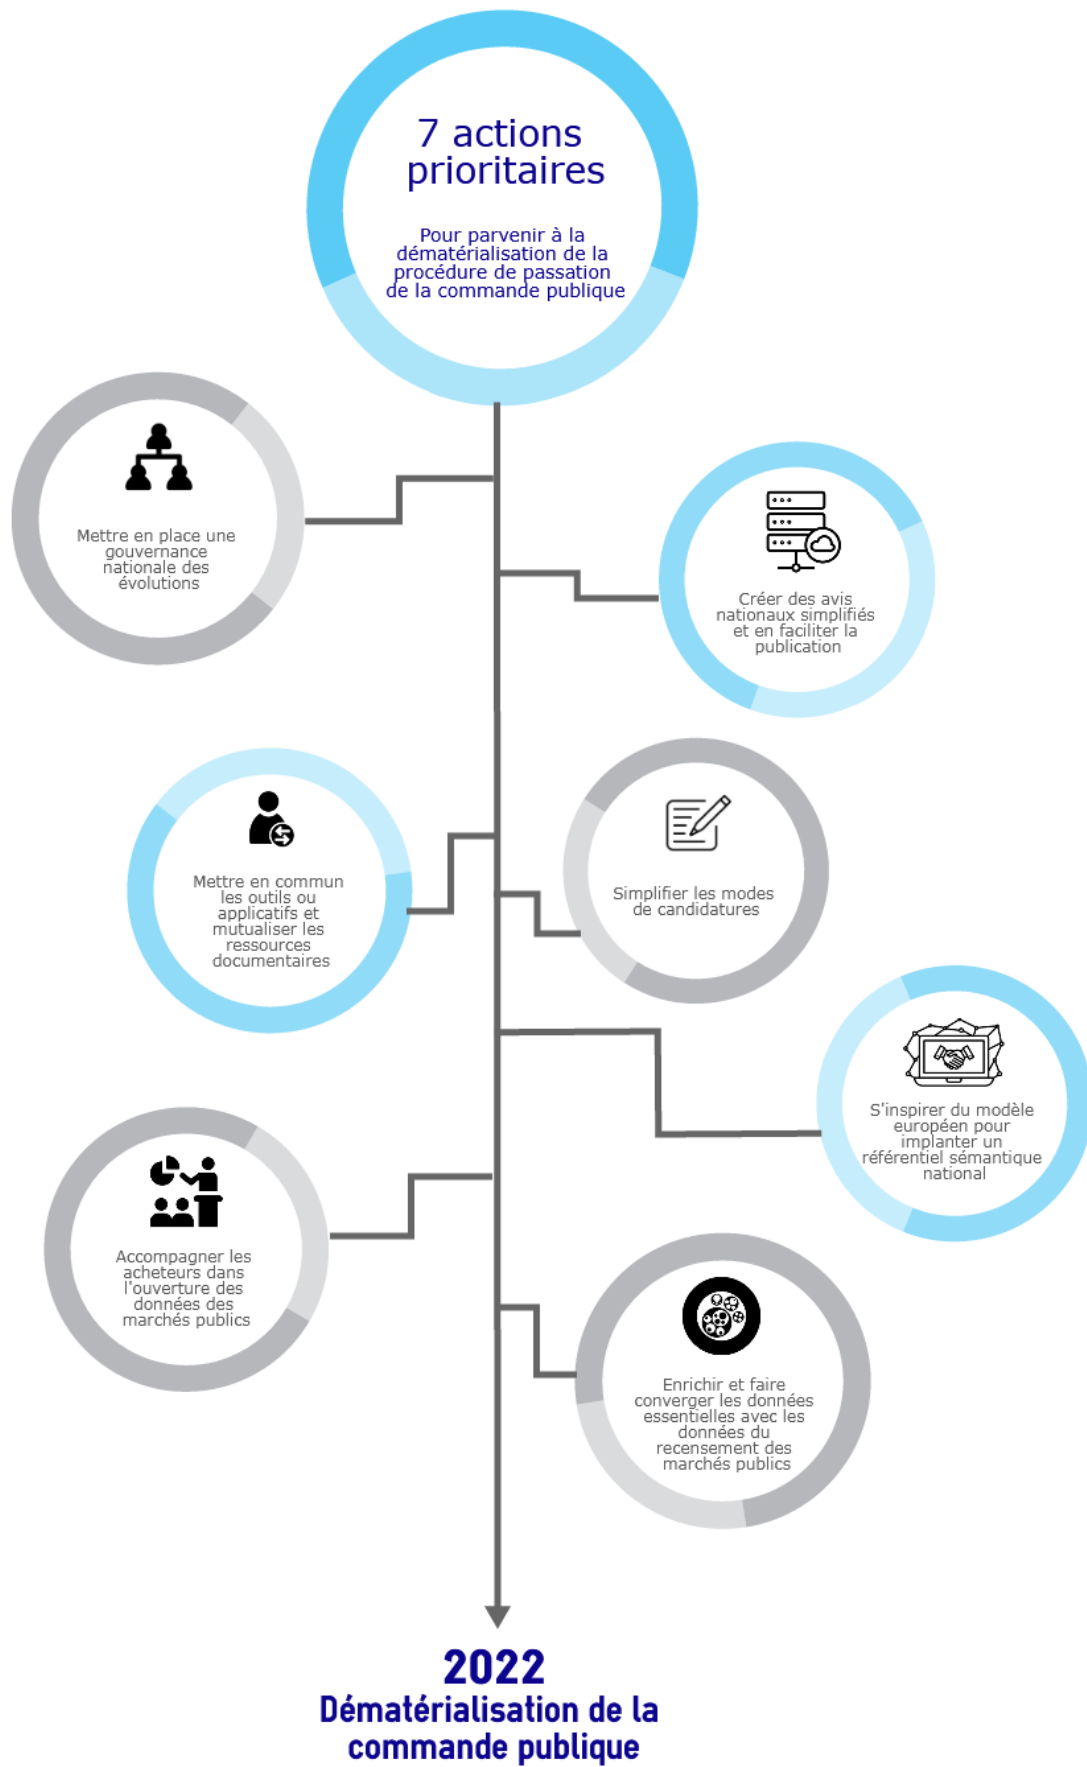 7 actions
prioritaires
Pour parvenir à la
dématérialisation de la
procédure de passation
de la commande publique
Mettre en place une
gouvernance
nationale des
évolutions
Créer des avis
nationaux simplifiés
et en faciliter la
publication
Mettre en commun
les outils ou
applicatifs et
mutualiser les
ressources
documentaires
Simplifier les modes
de candidatures
S'inspirer du modèle
européen pour
implanter un
référentiel sémantique
national
Accompagner les
acheteurs dans
l'ouverture des
données des
marchés publics
Enrichir et faire
converger les données
essentielles avec les
données du
recensement des
marchés publics
2022
Dématérialisation de la
commande publique